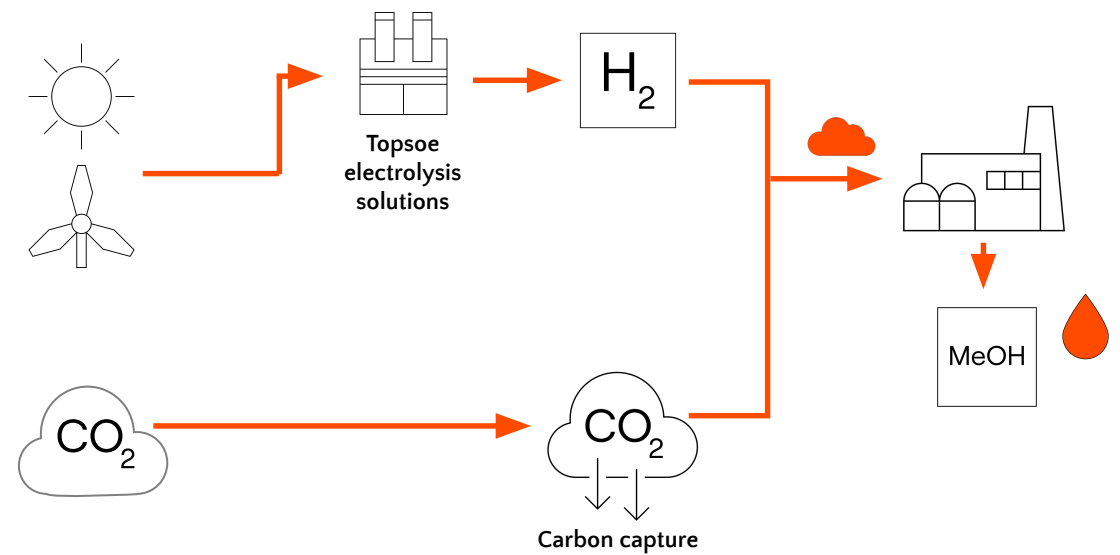 H2
Topsoe
electrolysis
solutions
MeOH
CO2
CO2
Carbon capture